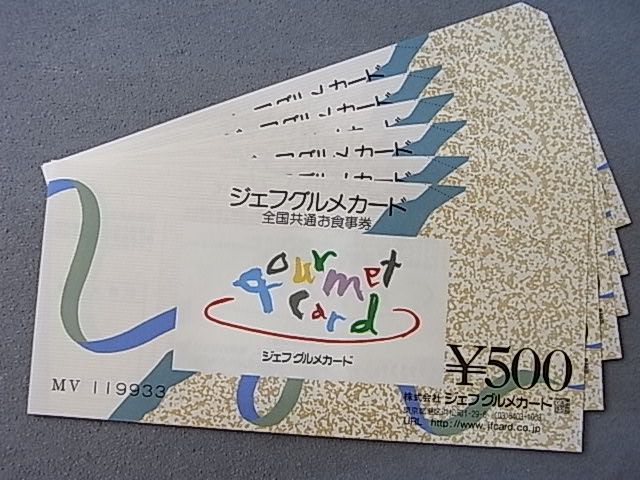 ジェフグルメカード
全国共通お食事券
gourmet
card
ジェフグルメカード
MV 119933
¥500
株式会社 ジェフグルメカード
URL http://www.jfcard.co.jp